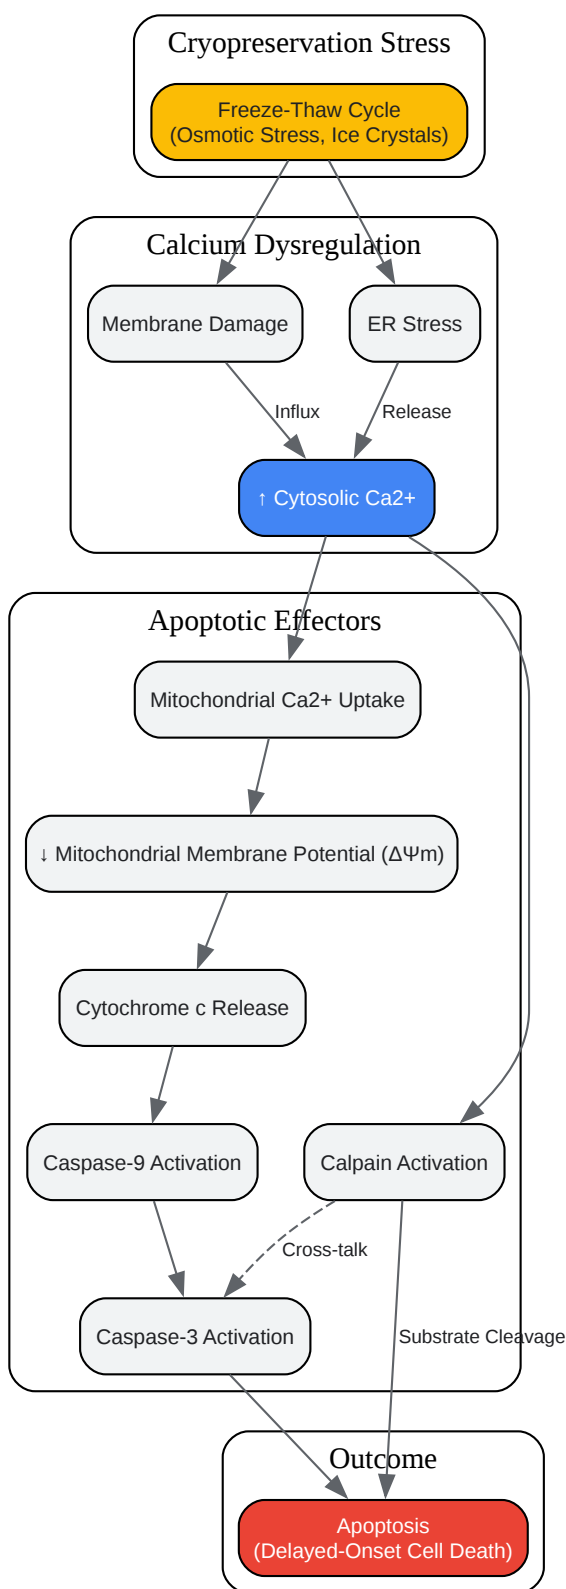 Cryopreservation Stress
Freeze-Thaw Cycle
(Osmotic Stress, Ice Crystals)
Calcium Dysregulation
Membrane Damage
ER Stress
Influx
Release
↑ Cytosolic Ca2+
Apoptotic Effectors
Mitochondrial Ca2+ Uptake
↓ Mitochondrial Membrane Potential (ΔΨm)
Cytochrome c Release
Caspase-9 Activation
Calpain Activation
Cross-talk
Caspase-3 Activation
Substrate Cleavage
Outcome
Apoptosis
(Delayed-Onset Cell Death)